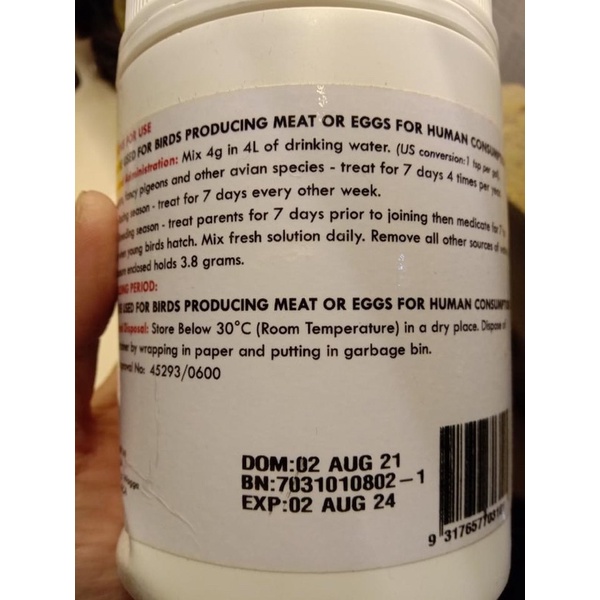 FOR USE
USED FOR BIRDS PRODUCING MEAT OR EGGS FOR HUMAN
Mix 4g in 4L of drinking water. (US conversion: 1 tsp per gal).
pigeons and other avian species - treat for 7 days 4 times per year.
season - treat for 7 days every other week.
season - treat parents for 7 days prior to joining then medicate for 7
young birds hatch. Mix fresh solution daily. Remove all other sources of
enclosed holds 3.8 grams.
PERIOD:
USED FOR BIRDS PRODUCING MEAT OR EGGS FOR HUMAN
Disposal: Store Below 30°C (Room Temperature) in a dry place. Dispose of
by wrapping in paper and putting in garbage bin.
No: 45293/0600
DOM:02 AUG 21
BN:7031010802-1
EXP:02 AUG 24